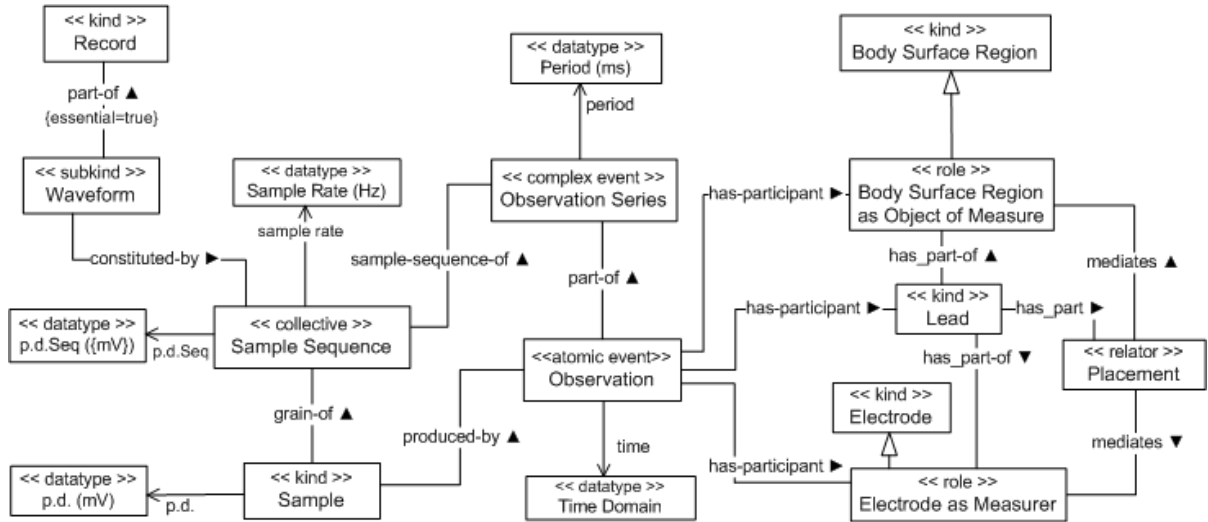 << kind >>
Record
part-of ▲
{essential=true}
<< subkind >>
Waveform
constituted-by ►
<< datatype >>
Sample Rate (Hz)
sample rate
<< datatype >>
p.d.Seq ({mV})
p.d.Seq
<< collective >>
Sample Sequence
grain-of ▲
<< datatype >>
p.d. (mV)
p.d.
<< kind >>
Sample
<< datatype >>
Period (ms)
period
<< complex event >>
Observation Series
sample-sequence-of ▲
part-of ▲
<<atomic event>>
Observation
produced-by ▲
time
<< datatype >>
Time Domain
<< kind >>
Body Surface Region
has-participant ►
<< role >>
Body Surface Region
as Object of Measure
has_part-of ▲
mediates ▲
has-participant ►
<< kind >>
Lead
has_part ►
has_part-of ▼
<< relator >>
Placement
<< kind >>
Electrode
mediates ▼
has-participant ►
<< role >>
Electrode as Measurer